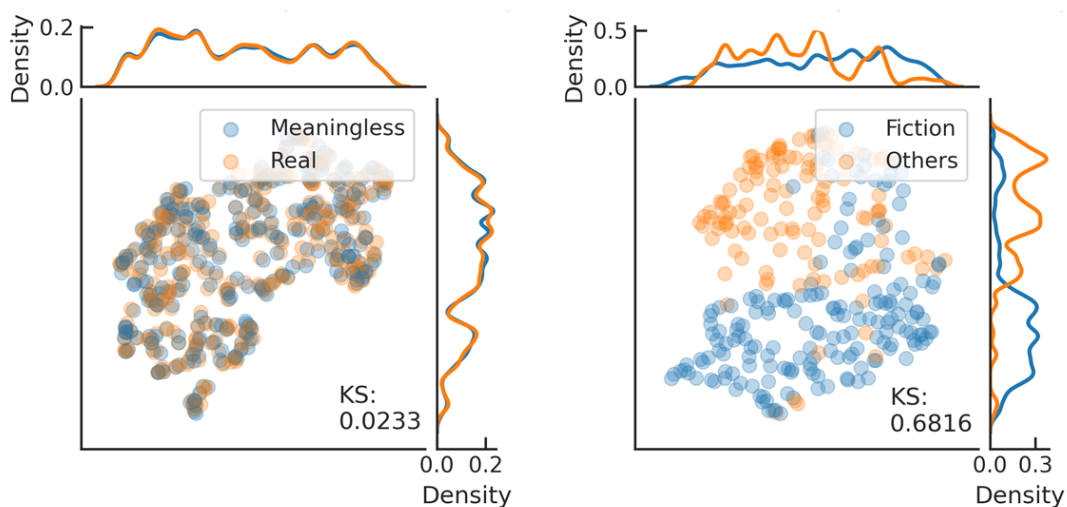 Density
0.2
0.0
Meaningless
Real
KS:
0.0233
0.0 0.2
Density
Density
0.5
0.0
Fiction
Others
KS:
0.6816
0.0 0.3
Density